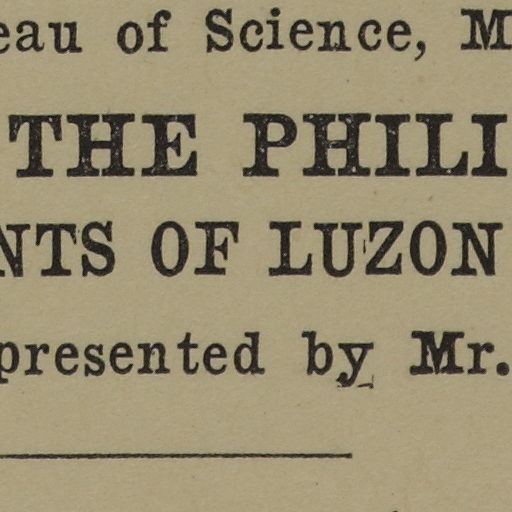 eau of Science, M
THE PHILI
NTS OF LUZON
presented by Mr.